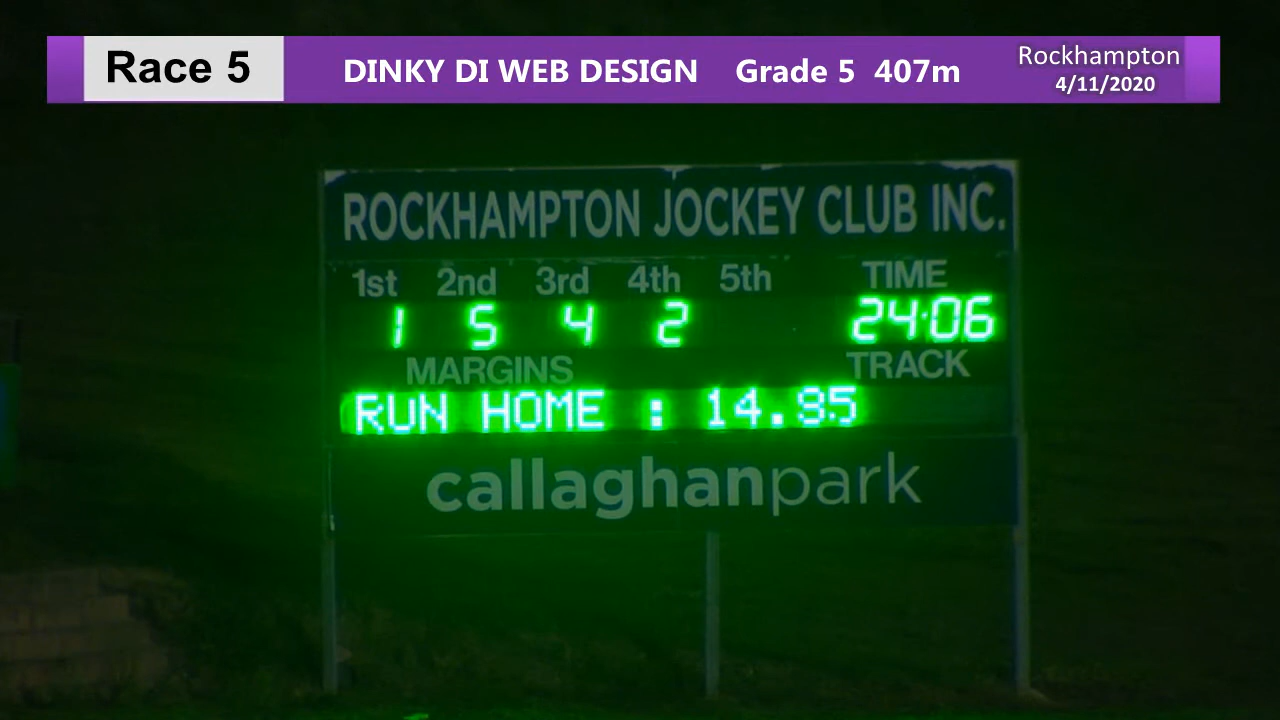 Race 5 DINKY DI WEB DESIGN Grade 5 407m Rockhampton
4/11/2020
ROCKHAMPTON JOCKEY CLUB INC.
1st 2nd 3rd 4th 5th TIME
1 5 4 2 24.06
MARGINS TRACK
RUN HOME : 14.95
callaghanpark